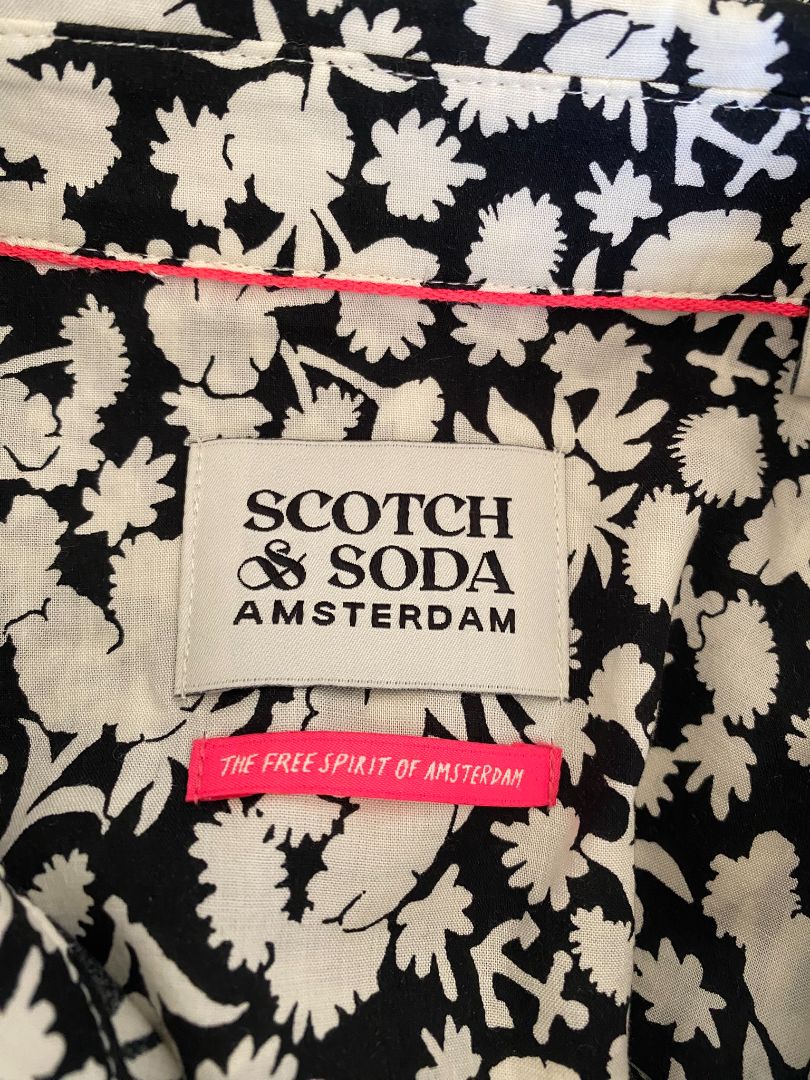 SCOTCH
& SODA
AMSTERDAM
THE FREE SPIRIT OF AMSTERDAM